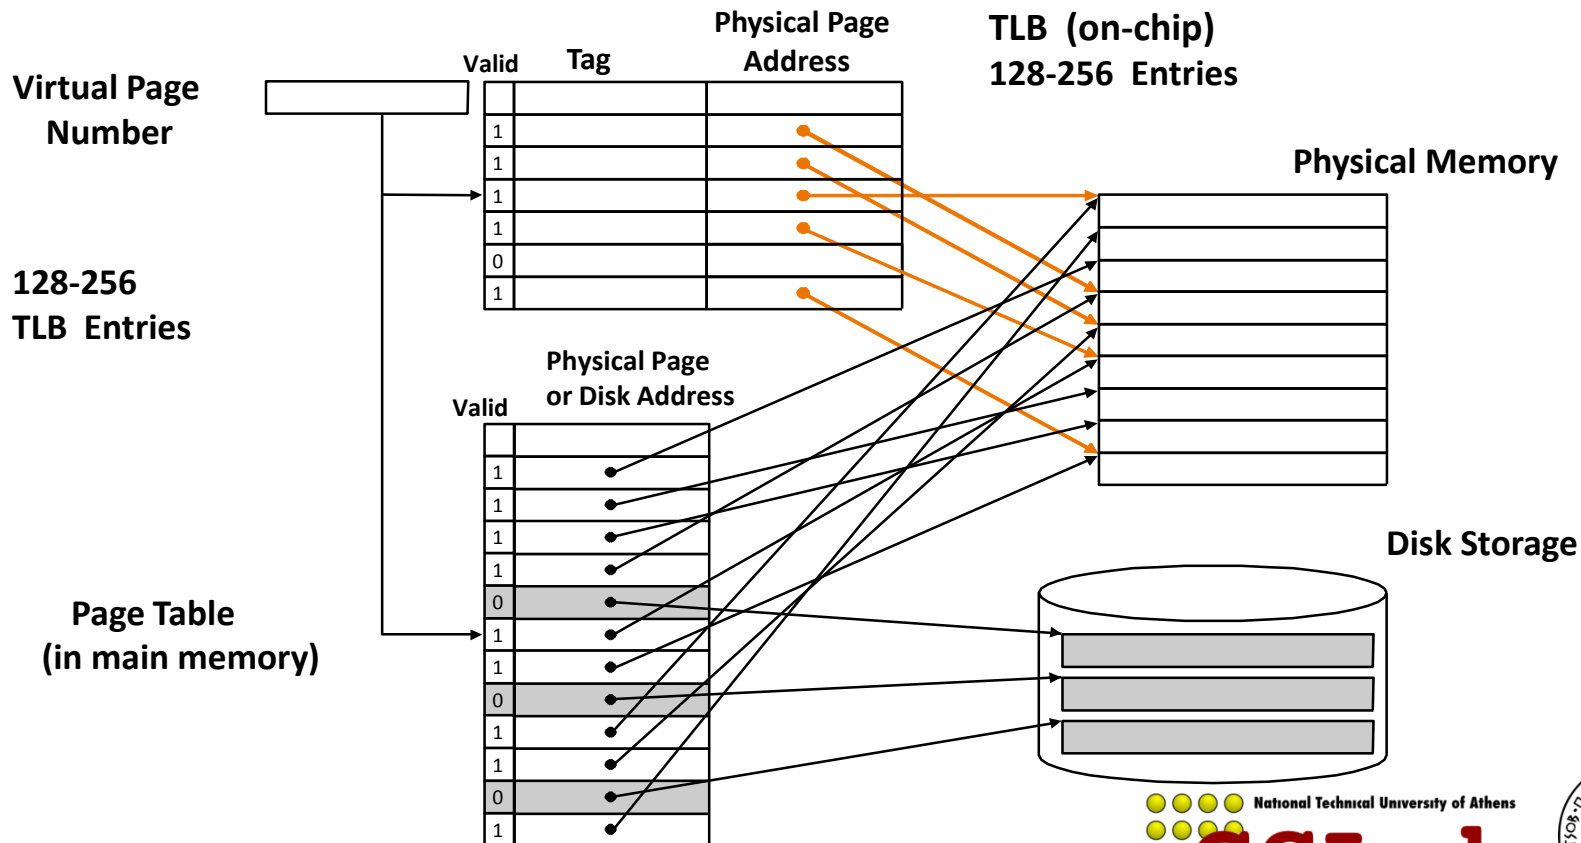 Physical Page
Address
TLB (on-chip)
128-256 Entries
Valid
Tag
Virtual Page
Number
1
1
1
1
0
1
Physical Memory
128-256
TLB Entries
Physical Page
or Disk Address
Valid
1
1
1
1
0
1
1
0
1
1
0
1
Disk Storage
Page Table
(in main memory)
National Technical University of Athens